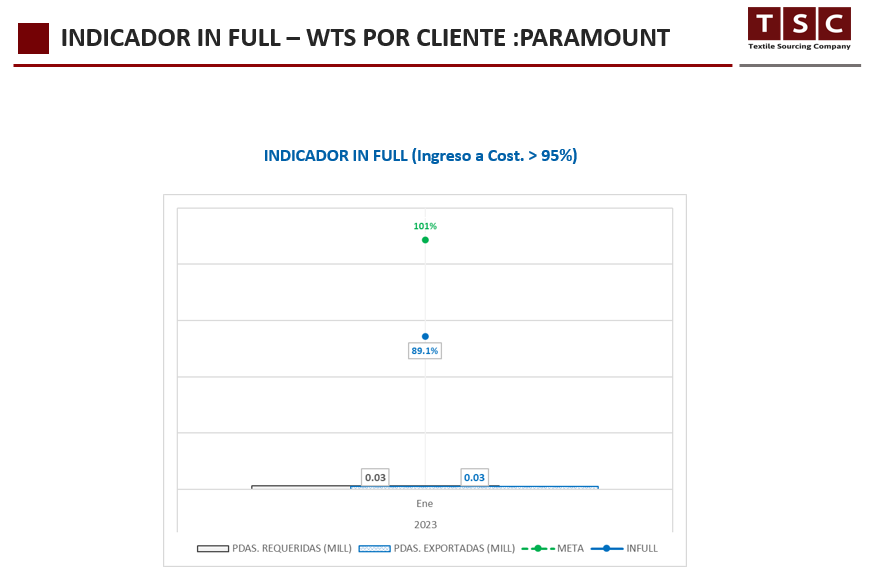 INDICADOR IN FULL – WTS POR CLIENTE :PARAMOUNT
TSC
Textile Sourcing Company
INDICADOR IN FULL (Ingreso a Cost. > 95%)
101%
89.1%
0.03
0.03
Ene
2023
PDAS. REQUERIDAS (MILL)
PDAS. EXPORTADAS (MILL)
META
INFULL